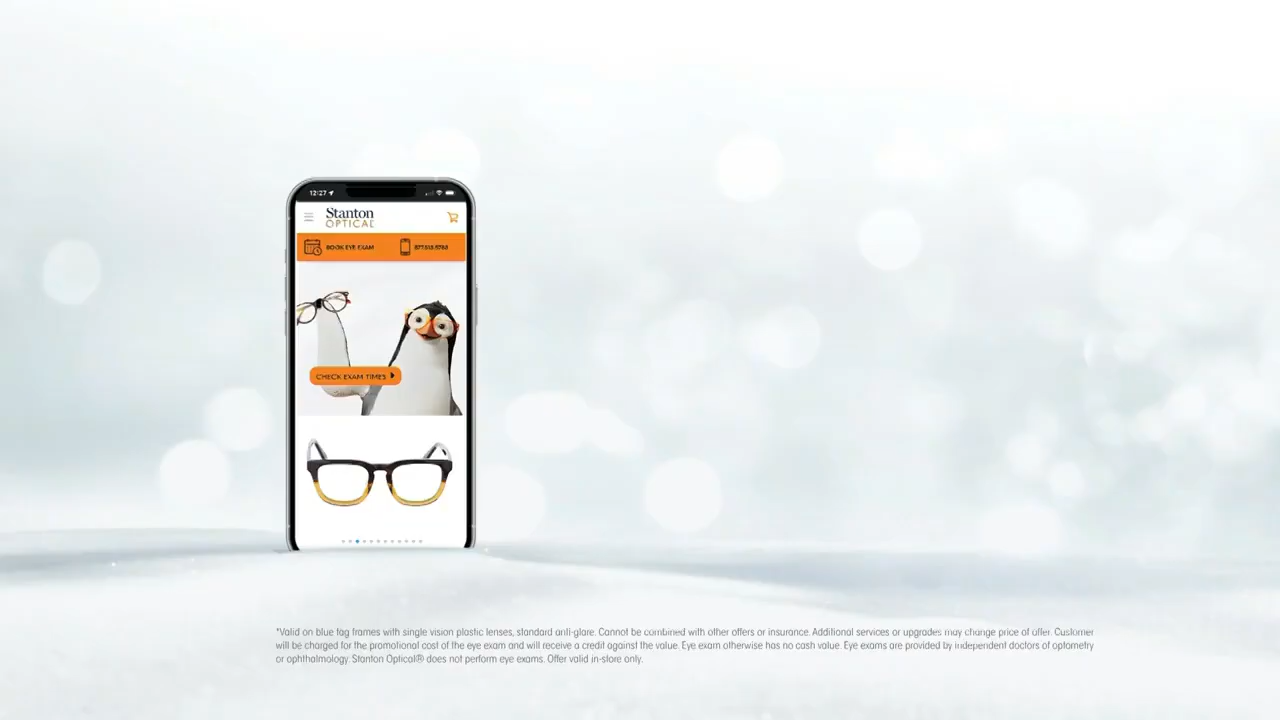 12:27
Stanton
OPTICAL
BOOK EYE EXAM
CHECK EXAM TIMES
*Valid on blue tag frames with single vision plastic lenses, standard anti-glare. Cannot be combined with other offers or insurance. Additional services or upgrades may change price of offer. Customer
will be charged for the promotional cost of the eye exam and will receive a credit against the value. Eye exam otherwise has no cash value. Eye exams are provided by independent doctors of optometry
or ophthalmology. Stanton Optical® does not perform eye exams. Offer valid in-store only.